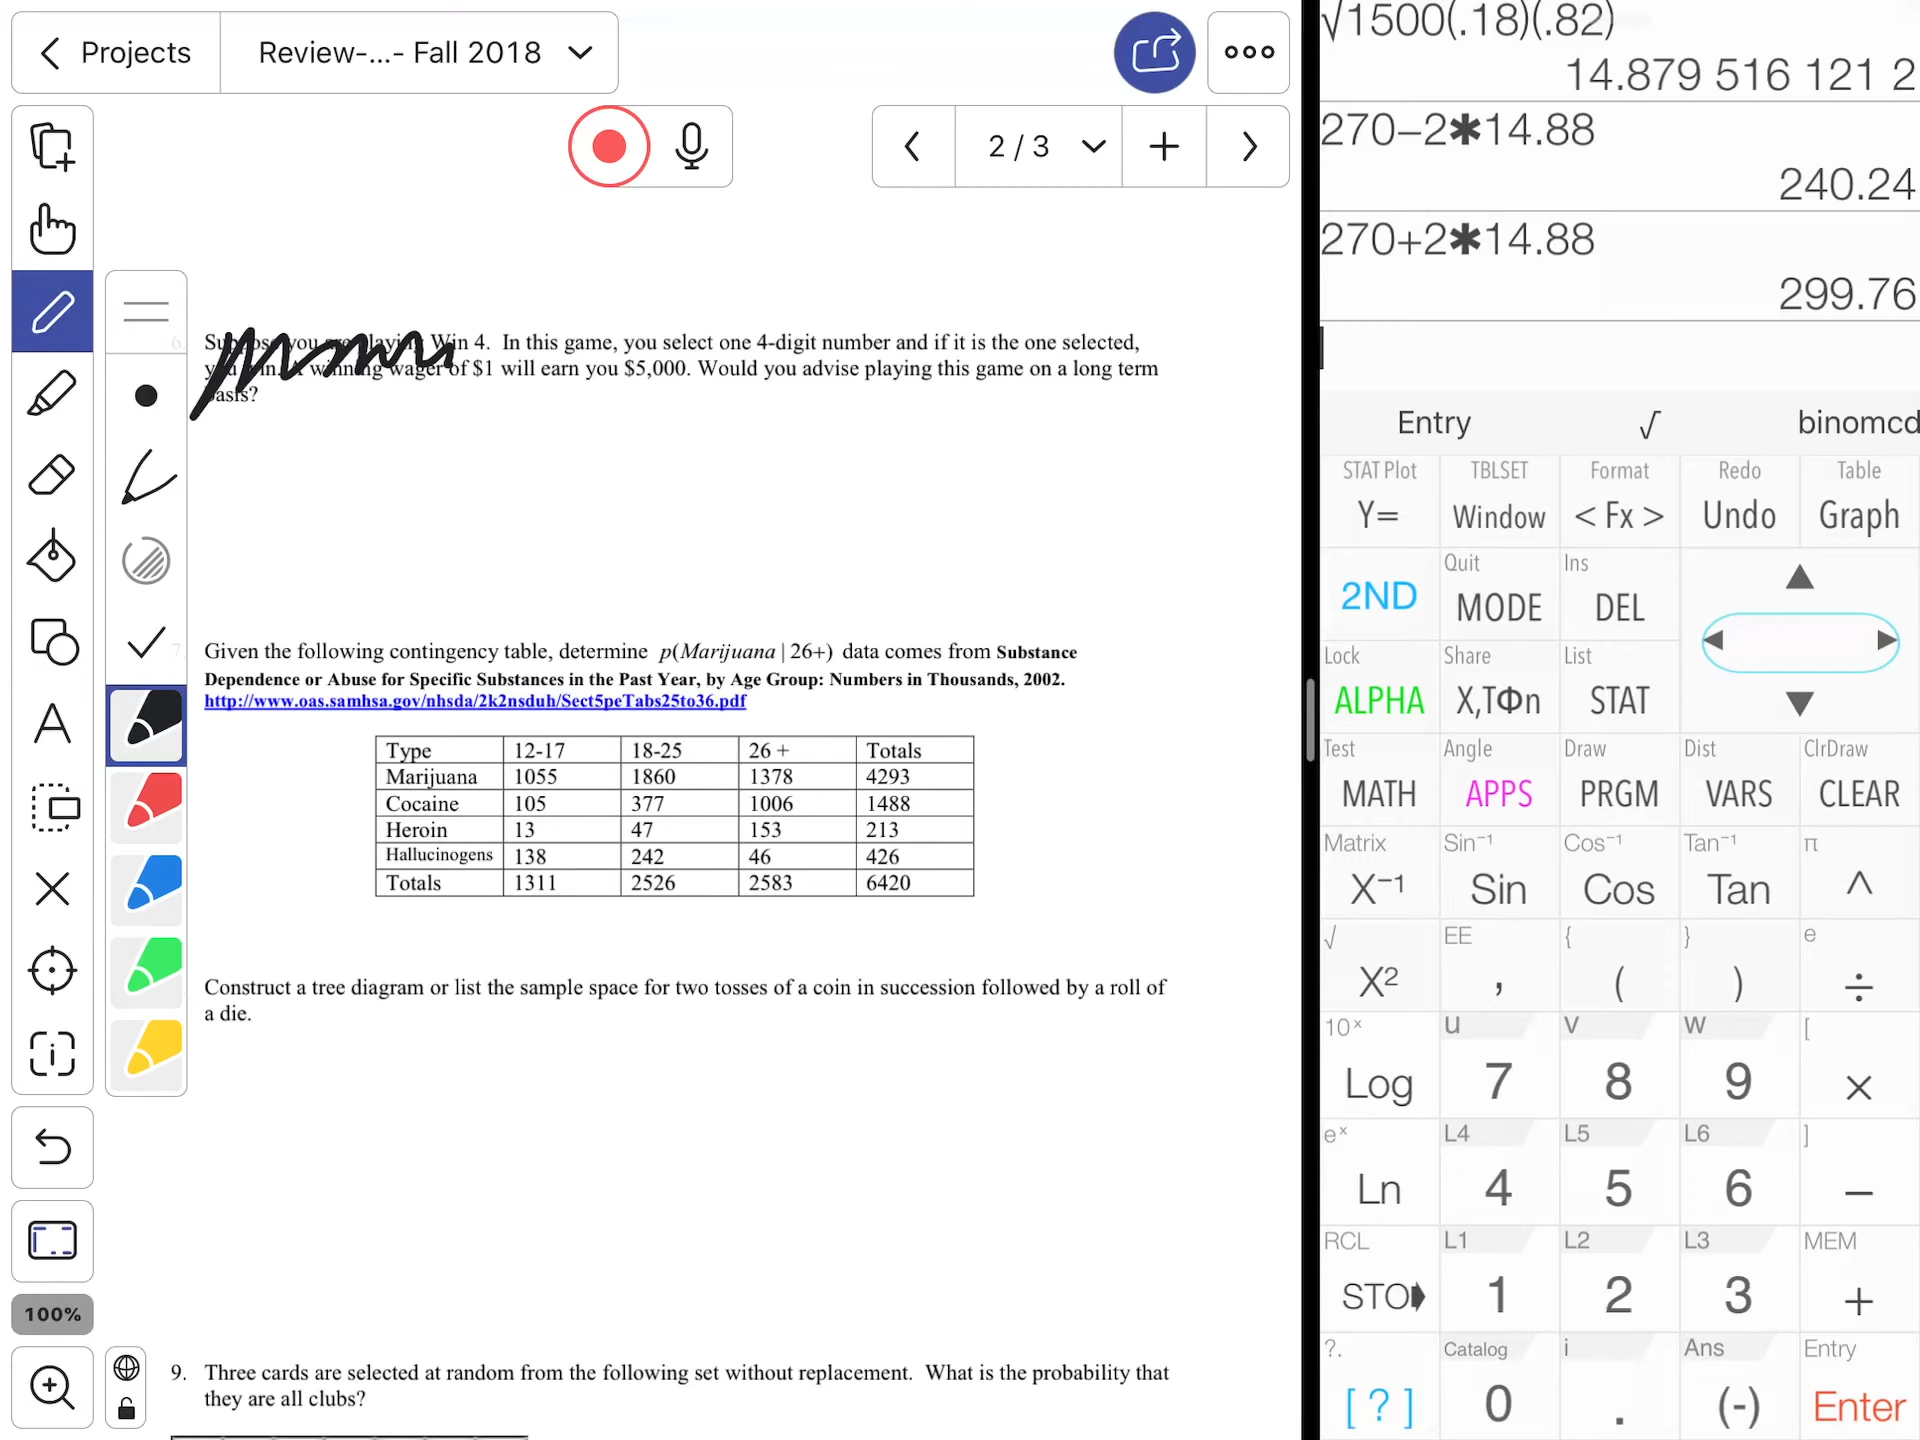 Projects
Review-...- Fall 2018
2 / 3
6. Suppose you are playing Win 4. In this game, you select one 4-digit number and if it is the one selected,
you win. A winning wager of $1 will earn you $5,000. Would you advise playing this game on a long term
basis?
7. Given the following contingency table, determine p(Marijuana | 26+) data comes from Substance
Dependence or Abuse for Specific Substances in the Past Year, by Age Group: Numbers in Thousands, 2002.
http://www.oas.samhsa.gov/nhsda/2k2nsduh/Sect5peTabs25to36.pdf
Type 12-17 18-25 26 + Totals
Marijuana 1055 1860 1378 4293
Cocaine 105 377 1006 1488
Heroin 13 47 153 213
Hallucinogens 138 242 46 426
Totals 1311 2526 2583 6420
Construct a tree diagram or list the sample space for two tosses of a coin in succession followed by a roll of
a die.
9. Three cards are selected at random from the following set without replacement. What is the probability that
they are all clubs?
A
i
100%
√1500(.18)(.82)
14.879 516 121 2
270−2✱14.88
240.24
270+2✱14.88
299.76
Entry √ binomcd
STAT Plot TBLSET Format Redo Table
Y= Window < Fx > Undo Graph
Quit Ins
2ND MODE DEL
Lock Share List
ALPHA X,TΦn STAT
Test Angle Draw Dist ClrDraw
MATH APPS PRGM VARS CLEAR
Matrix Sin⁻¹ Cos⁻¹ Tan⁻¹ π
X⁻¹ Sin Cos Tan ^
√ EE { } e
X² , ( ) ÷
10ˣ u v w [
Log 7 8 9 ×
eˣ L4 L5 L6 ]
Ln 4 5 6 −
RCL L1 L2 L3 MEM
STO 1 2 3 +
?. Catalog i Ans Entry
[ ? ] 0 . (-) Enter